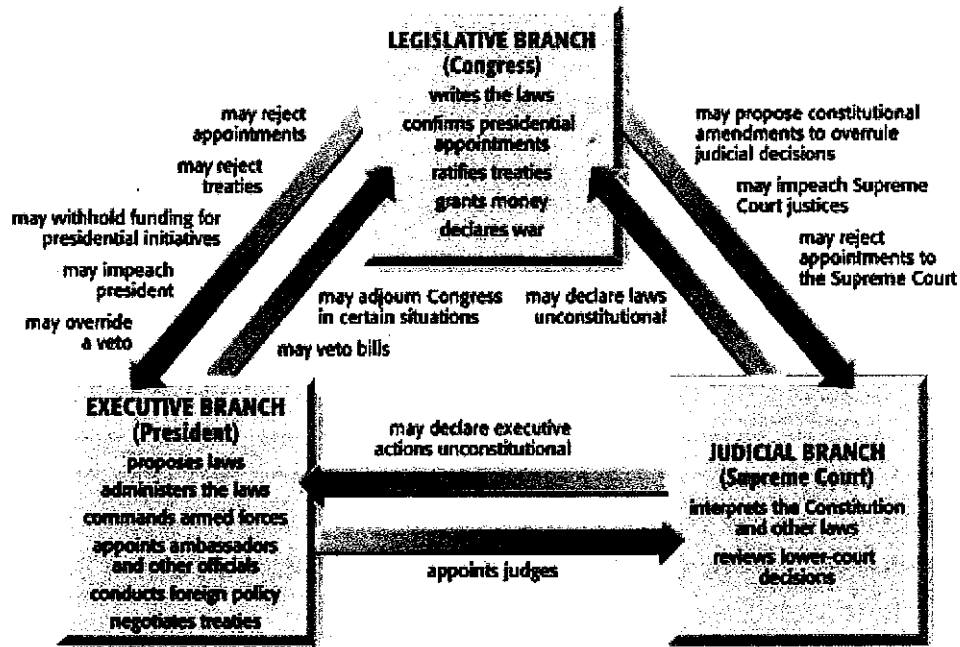 LEGISLATIVE BRANCH
(Congress)
writes the laws
confirms presidential
appointments
ratifies treaties
grants money
declares war
may reject
appointments
may reject
treaties
may withhold funding for
presidential initiatives
may impeach
president
may override
a veto
may propose constitutional
amendments to overrule
judicial decisions
may impeach Supreme
Court justices
may reject
appointments to
the Supreme Court
may adjourn Congress
in certain situations
may veto bills
may declare laws
unconstitutional
EXECUTIVE BRANCH
(President)
proposes laws
administers the laws
commands armed forces
appoints ambassadors
and other officials
conducts foreign policy
negotiates treaties
may declare executive
actions unconstitutional
appoints judges
JUDICIAL BRANCH
(Supreme Court)
interprets the Constitution
and other laws
reviews lower-court
decisions